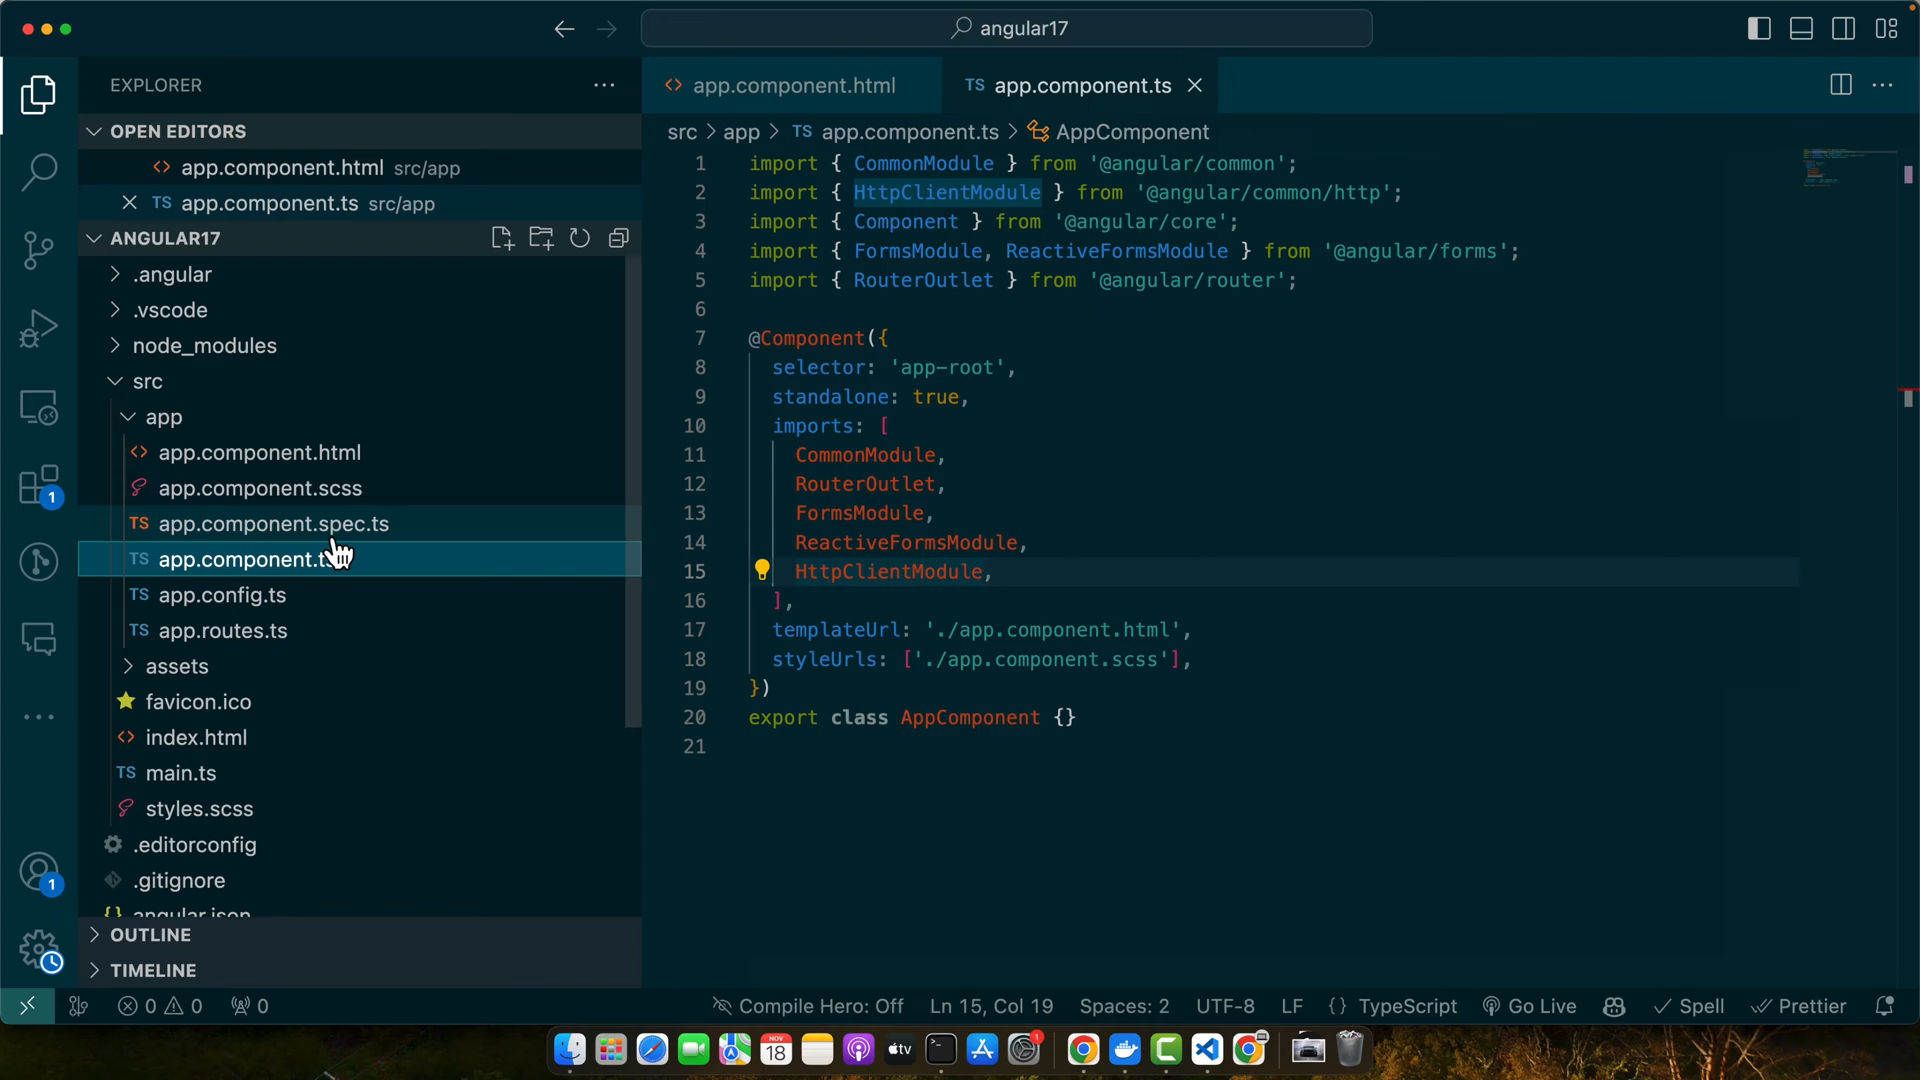 angular17
EXPLORER
OPEN EDITORS
app.component.html src/app
TS app.component.ts src/app
ANGULAR17
.angular
.vscode
node_modules
src
app
app.component.html
app.component.scss
TS app.component.spec.ts
TS app.component.ts
TS app.config.ts
TS app.routes.ts
assets
favicon.ico
index.html
TS main.ts
styles.scss
.editorconfig
.gitignore
{} angular.json
OUTLINE
TIMELINE
1
1
app.component.html TS app.component.ts
src > app > TS app.component.ts > AppComponent
1 import { CommonModule } from '@angular/common';
2 import { HttpClientModule } from '@angular/common/http';
3 import { Component } from '@angular/core';
4 import { FormsModule, ReactiveFormsModule } from '@angular/forms';
5 import { RouterOutlet } from '@angular/router';
6
7 @Component({
8 selector: 'app-root',
9 standalone: true,
10 imports: [
11 CommonModule,
12 RouterOutlet,
13 FormsModule,
14 ReactiveFormsModule,
15 HttpClientModule,
16 ],
17 templateUrl: './app.component.html',
18 styleUrls: ['./app.component.scss'],
19 })
20 export class AppComponent {}
21
0 0 0 Compile Hero: Off Ln 15, Col 19 Spaces: 2 UTF-8 LF {} TypeScript Go Live Spell Prettier
NOV 18 tv 1